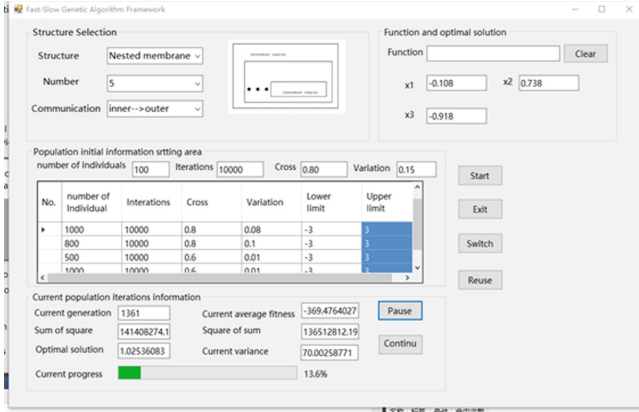 Fast-Slow Genetic Algorithm Framework
Structure Selection
Structure Nested membrane
Number 5
Communication inner-->outer
Outermost region
innermost region
Function and optimal solution
Function Clear
x1 -0.108 x2 0.738
x3 -0.918
Population initial information srtting area
number of individuals 100 Iterations 10000 Cross 0.80 Variation 0.15
No. number of Individual Interations Cross Variation Lower limit Upper limit
1000 10000 0.8 0.08 -3 3
800 10000 0.8 0.1 -3 3
500 10000 0.6 0.01 -3 3
1000 10000 0.6 0.01 -3 3
Start
Exit
Switch
Reuse
Current population iterations information
Current generation 1361 Current average fitness -369.4764027 Pause
Sum of square 141408274.1 Square of sum 136512812.19
Optimal solution 1.02536083 Current variance 70.00258771 Continu
Current progress 13.6%